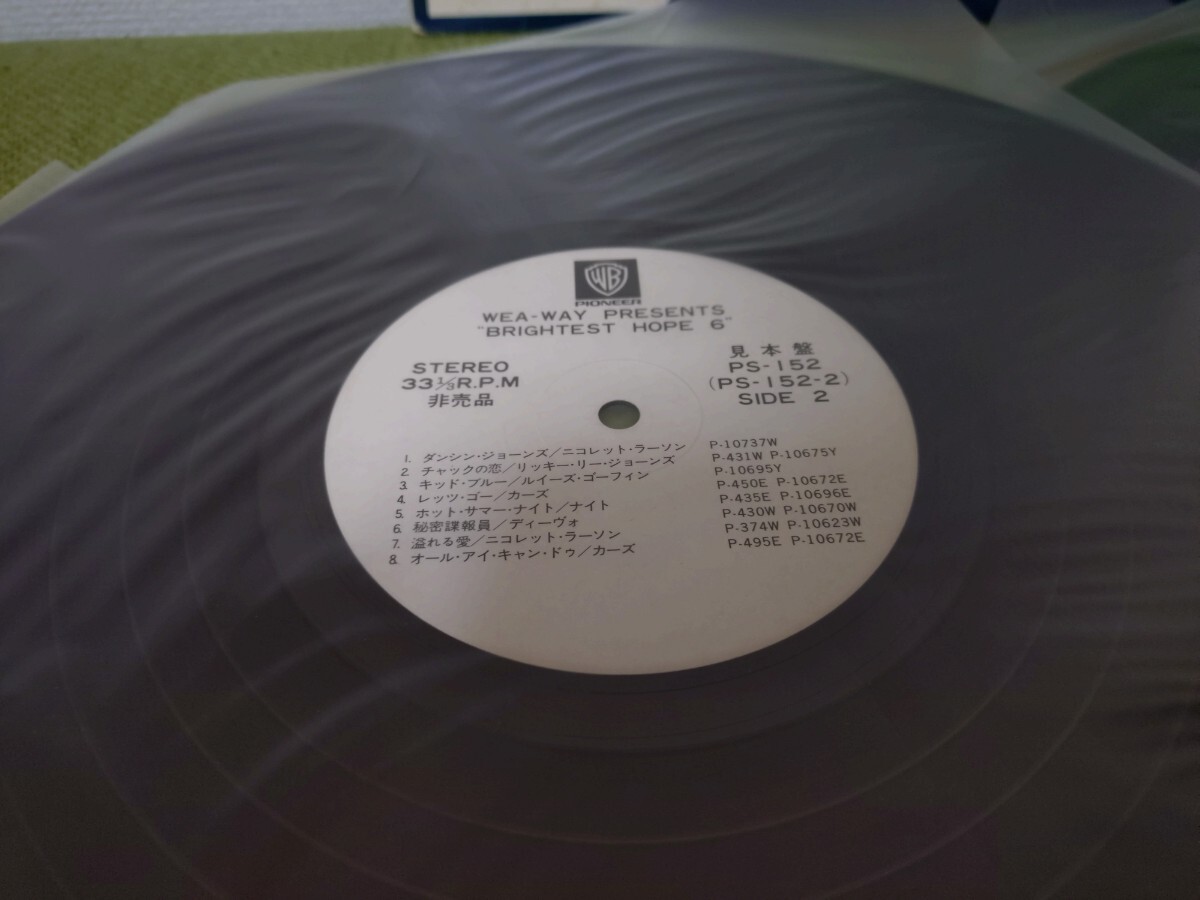 WB
PIONEER
WEA-WAY PRESENTS
"BRIGHTEST HOPE 6"
STEREO
33⅓R.P.M
非売品
見本盤
PS-152
(PS-152-2)
SIDE 2
1. ダンシン・ジョーンズ／ニコレット・ラーソン P-10737W
2. チャックの恋／リッキー・リー・ジョーンズ P-431W P-10675Y
3. キッド・ブルー／ルイーズ・ゴーフィン P-10695Y
4. レッツ・ゴー／カーズ P-450E P-10672E
5. ホット・サマー・ナイト／ナイト P-435E P-10696E
6. 秘密諜報員／ディーヴォ P-430W P-10670W
7. 溢れる愛／ニコレット・ラーソン P-374W P-10623W
8. オール・アイ・キャン・ドゥ／カーズ P-495E P-10672E